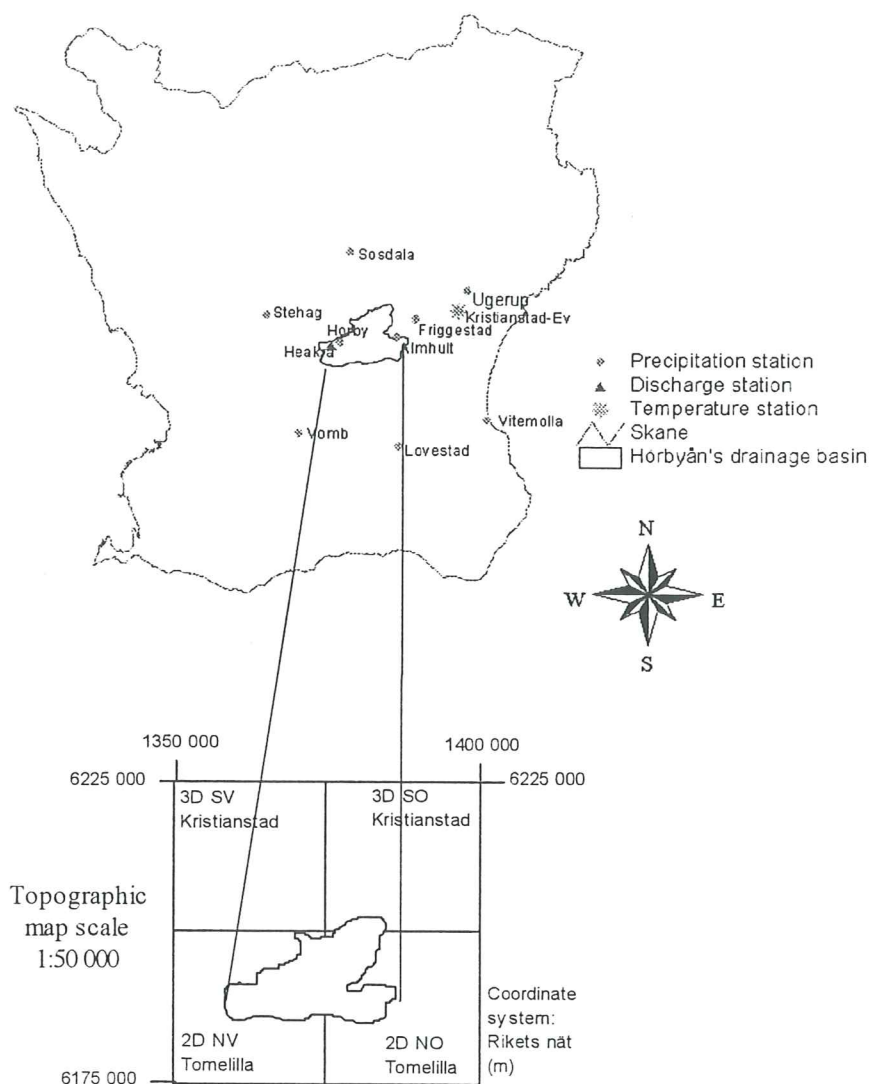 Sosdala
Ugerup
Kristianstad-Ev
Stehag
Friggestad
Horby
Heakra
Almhult
Precipitation station
Discharge station
Temperature station
Skane
Hörbyån's drainage basin
Vitemolla
Vomb
Lovestad
N
W E
S
1350 000 1400 000
6225 000 6225 000
3D SV 3D SO
Kristianstad Kristianstad
Topographic
map scale
1:50 000
Coordinate
system:
Rikets nät
(m)
2D NV 2D NO
Tomelilla Tomelilla
6175 000